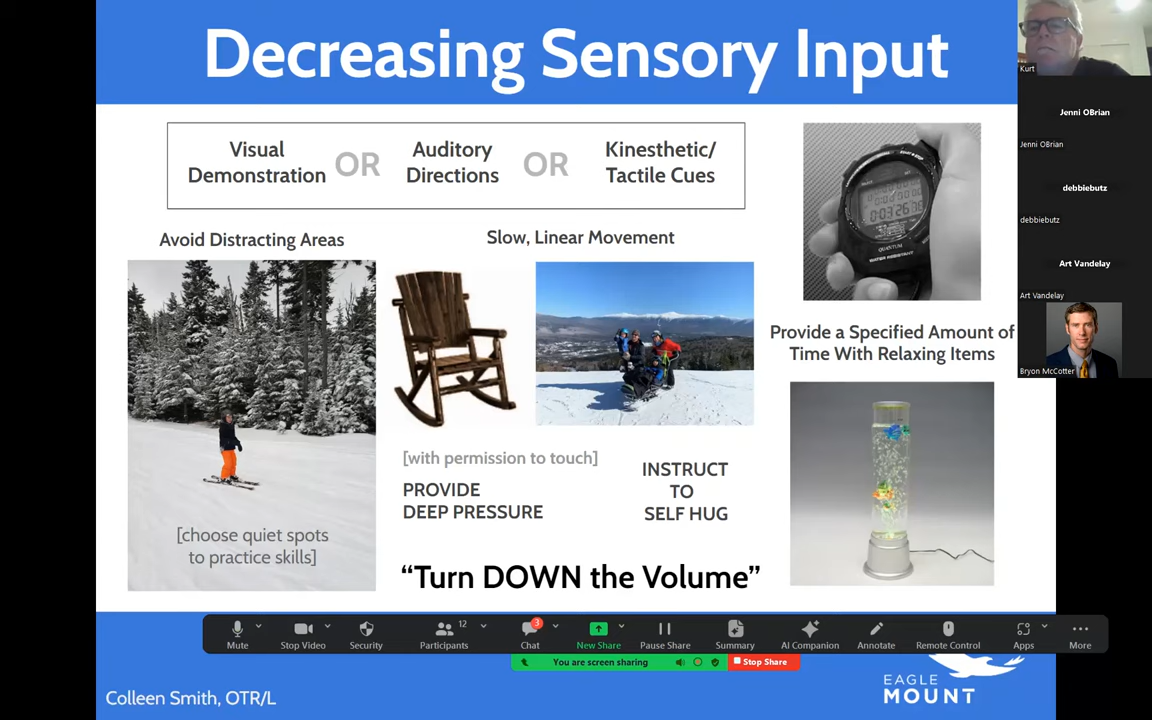 Decreasing Sensory Input
Visual
Demonstration
OR
Auditory
Directions
OR
Kinesthetic/
Tactile Cues
Avoid Distracting Areas
Slow, Linear Movement
QUANTUM
WATER RESISTANT
Provide a Specified Amount of
Time With Relaxing Items
[with permission to touch]
PROVIDE
DEEP PRESSURE
INSTRUCT
TO
SELF HUG
[choose quiet spots
to practice skills]
“Turn DOWN the Volume”
Kurt
Jenni OBrian
Jenni OBrian
debbiebutz
debbiebutz
Art Vandelay
Art Vandelay
Bryon McCotter
Mute
Stop Video
Security
Participants
12
Chat
3
New Share
Pause Share
Summary
AI Companion
Annotate
Remote Control
Apps
More
You are screen sharing
Stop Share
Colleen Smith, OTR/L
EAGLE
MOUNT